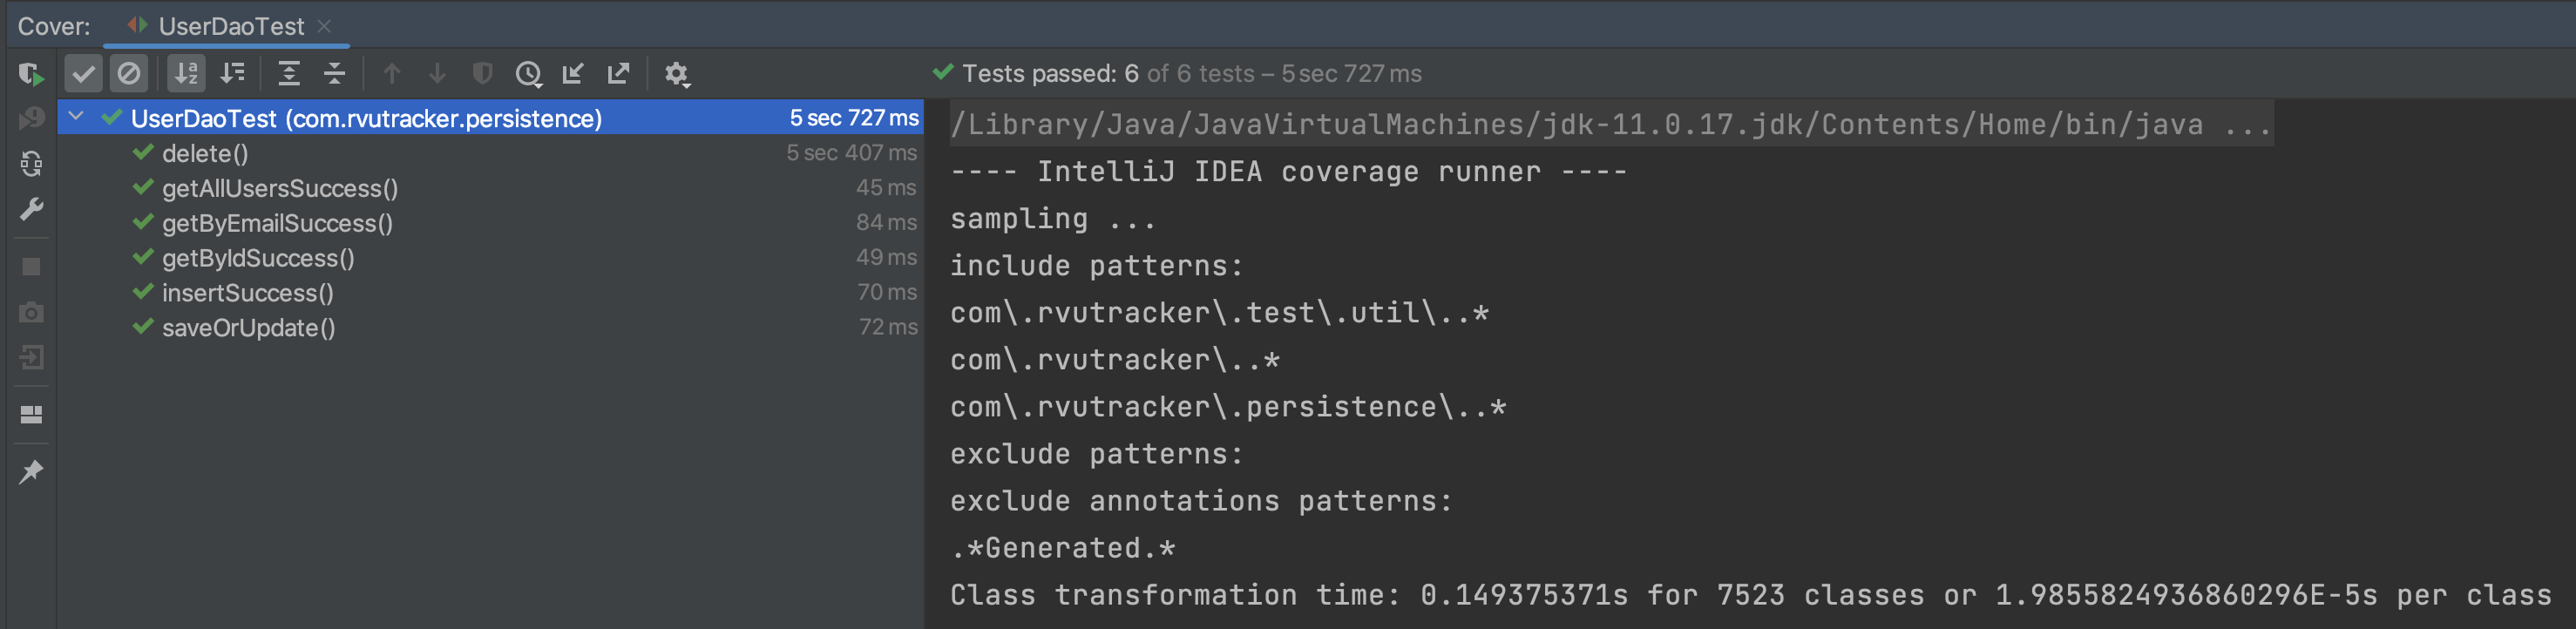 Cover: UserDaoTest
Tests passed: 6 of 6 tests – 5 sec 727 ms
UserDaoTest (com.rvutracker.persistence) 5 sec 727 ms
delete() 5 sec 407 ms
getAllUsersSuccess() 45 ms
getByEmailSuccess() 84 ms
getByIdSuccess() 49 ms
insertSuccess() 70 ms
saveOrUpdate() 72 ms
/Library/Java/JavaVirtualMachines/jdk-11.0.17.jdk/Contents/Home/bin/java ...
---- IntelliJ IDEA coverage runner ----
sampling ...
include patterns:
com\.rvutracker\.test\.util\..*
com\.rvutracker\..*
com\.rvutracker\.persistence\..*
exclude patterns:
exclude annotations patterns:
.*Generated.*
Class transformation time: 0.149375371s for 7523 classes or 1.9855824936860296E-5s per class